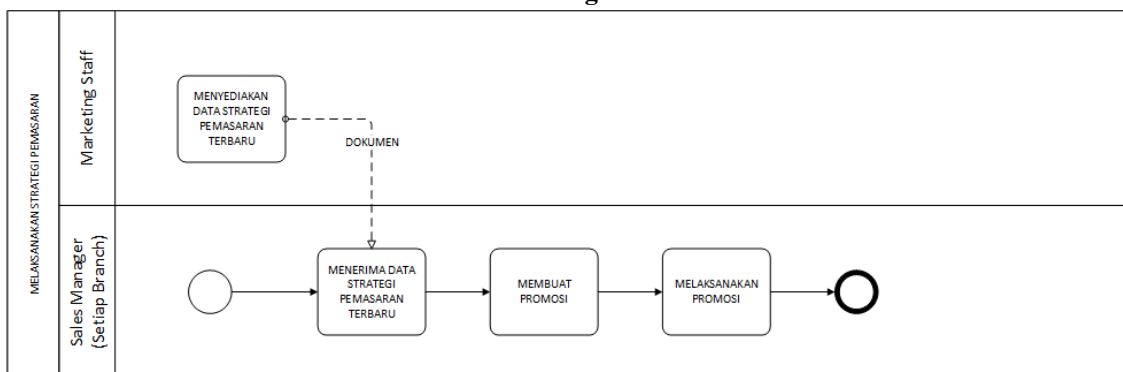 g
MELAKSANAKAN STRATEGI PEMASARAN
Marketing Staff
MENYEDIAKAN
DATA STRATEGI
PEMASARAN
TERBARU
DOKUMEN
Sales Manager
(Setiap Branch)
MENERIMA DATA
STRATEGI
PEMASARAN
TERBARU
MEMBUAT
PROMOSI
MELAKSANAKAN
PROMOSI